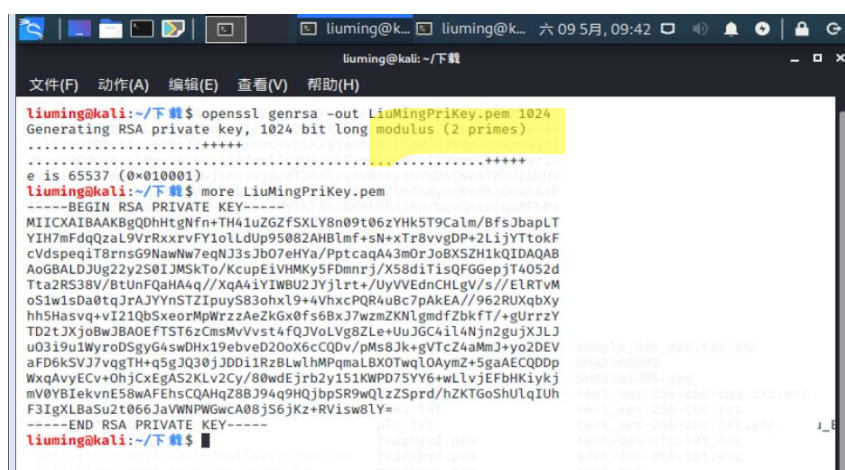 liuming@k...
liuming@k...
六 09 5月, 09:42
liuming@kali: ~/下载
文件(F) 动作(A) 编辑(E) 查看(V) 帮助(H)
liuming@kali:~/下载$ openssl genrsa -out LiuMingPriKey.pem 1024
Generating RSA private key, 1024 bit long modulus (2 primes)
......................+++++
.......................................................+++++
e is 65537 (0×010001)
liuming@kali:~/下载$ more LiuMingPriKey.pem
-----BEGIN RSA PRIVATE KEY-----
MIICXAIBAAKBgQDhHtgNfn+TH41uZGZfSXLY8n09t06zYHk5T9Calm/BfsJbapLT
YIH7mFdqQzaL9VrRxxrvFY1olLdUp95082AHBlmf+sN+xTr8vvgDP+2LijYTtokF
cVdspeqiT8rnsG9NawNw7eqNJ3sJbO7eHYa/PptcaqA43mOrJoBXSZH1kQIDAQAB
AoGBALDJUg22y2S0IJMSkTo/KcupEiVHMKy5FDmnrj/X58diTisQFGGepjT4O52d
Tta2RS38V/BtUnFQaHA4q//XqA4iYIWBU2JYjlrt+/UyVVEdnCHLgV/s//ElRTvM
oS1w1sDa0tqJrAJYYnSTZIpuyS83ohxl9+4VhxcPQR4uBc7pAkEA//962RUXqbXy
hh5Hasvq+vI21QbSxeorMpWrzzAeZkGx0fs6BxJ7wzmZKNlgmdfZbkfT/+gUrrzY
TD2tJXjoBwJBAOEfTST6zCmsMvVvst4fQJVoLVg8ZLe+UuJGC4il4Njn2gujXJLJ
uO3i9u1WyroDSgyG4swDHx19ebveD2OoX6cCQDv/pMs8Jk+gVTcZ4aMmJ+yo2DEV
aFD6kSVJ7vqgTH+q5gJQ30jJDDi1RzBLwlhMPqmaLBXOTwqlOAymZ+5gaAECQDDp
WxqAvyECv+OhjCxEgAS2KLv2Cy/80wdEjrb2y151KWPD75YY6+wLlvjEFbHKiykj
mV0YBIekvnE58wAFEhsCQAHqZ8BJ94q9HQjbpSR9wQlzZSprd/hZKTGoShUlqIUh
F3IgXLBaSu2t066JaVWNPWGwcA08jS6jKz+RVisw8lY=
-----END RSA PRIVATE KEY-----
liuming@kali:~/下载$